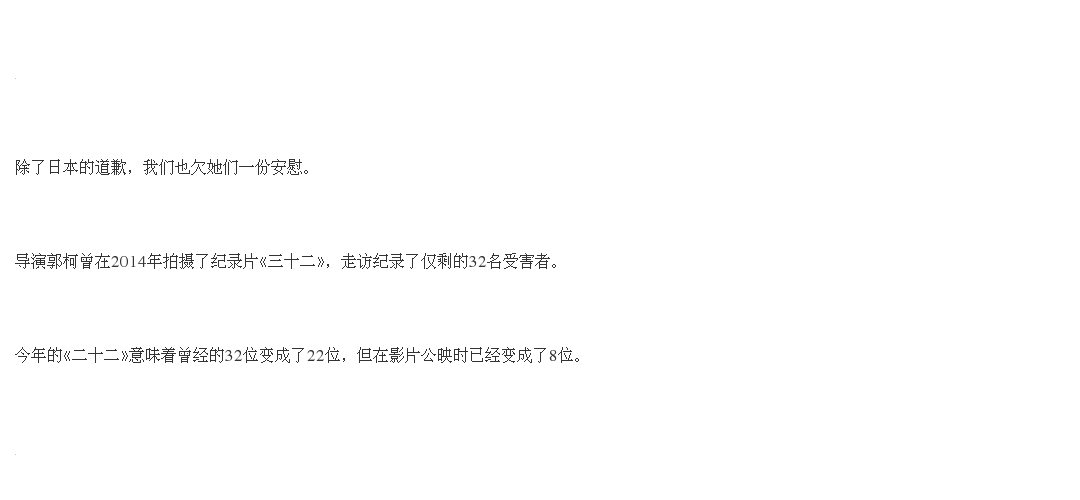 除了日本的道歉，我们也欠她们一份安慰。
导演郭柯曾在2014年拍摄了纪录片《三十二》，走访纪录了仅剩的32名受害者。
今年的《二十二》意味着曾经的32位变成了22位，但在影片公映时已经变成了8位。